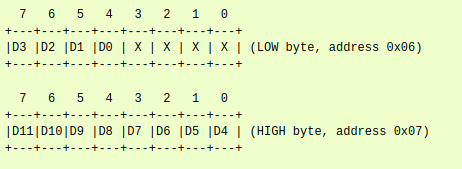 7   6   5   4   3   2   1   0
+---+---+---+---+---+---+---+---+
|D3 | D2 | D1 | D0 | X | X | X | X | (LOW byte, address 0x06)
+---+---+---+---+---+---+---+---+
  7   6   5   4   3   2   1   0
+---+---+---+---+---+---+---+---+
|D11|D10|D9 |D8 |D7 |D6 |D5 |D4 | (HIGH byte, address 0x07)
+---+---+---+---+---+---+---+---+